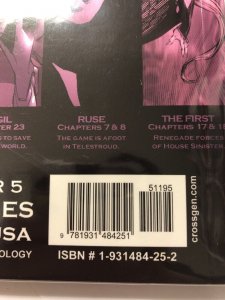 GIL
RUSE
THE FIRST
ER 23
CHAPTERS 7 & 8
CHAPTERS 17 & 18
TO SAVE
THE GAME IS AFOOT
RENEGADE FORCES
WORLD.
IN TELESTROUD.
OF HOUSE SINISTER
R 5
ES
USA
OLOGY
51195
9 781931 484251
ISBN # 1-931484-25-2
crossgen.com